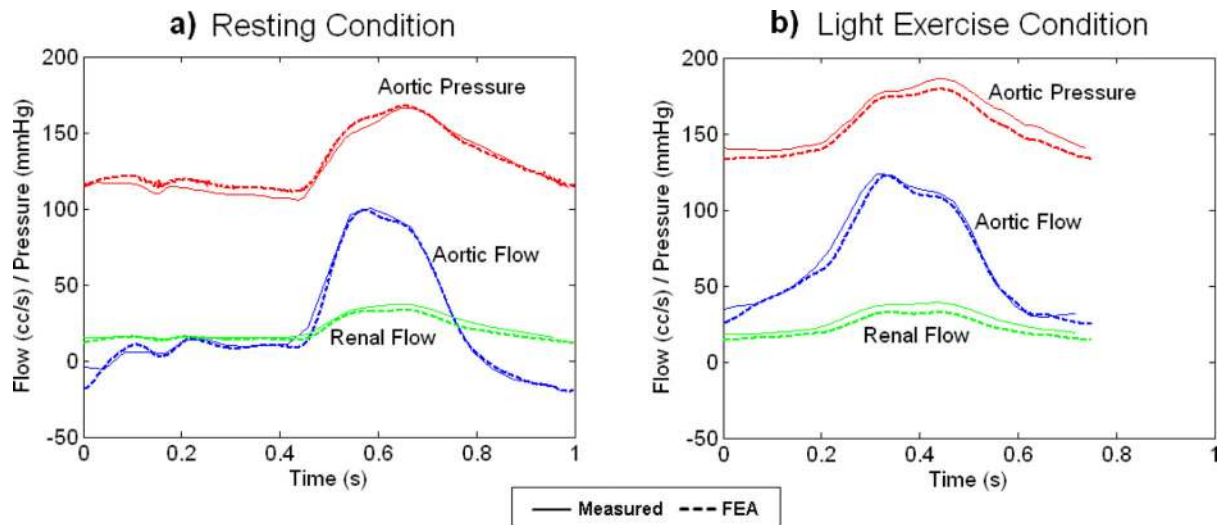 a) Resting Condition
200
150
100
50
0
-50
Flow (cc/s) / Pressure (mmHg)
Aortic Pressure
Aortic Flow
Renal Flow
0 0.2 0.4 0.6 0.8 1
Time (s)
b) Light Exercise Condition
200
150
100
50
0
-50
Flow (cc/s) / Pressure (mmHg)
Aortic Pressure
Aortic Flow
Renal Flow
0 0.2 0.4 0.6 0.8 1
Time (s)
Measured FEA